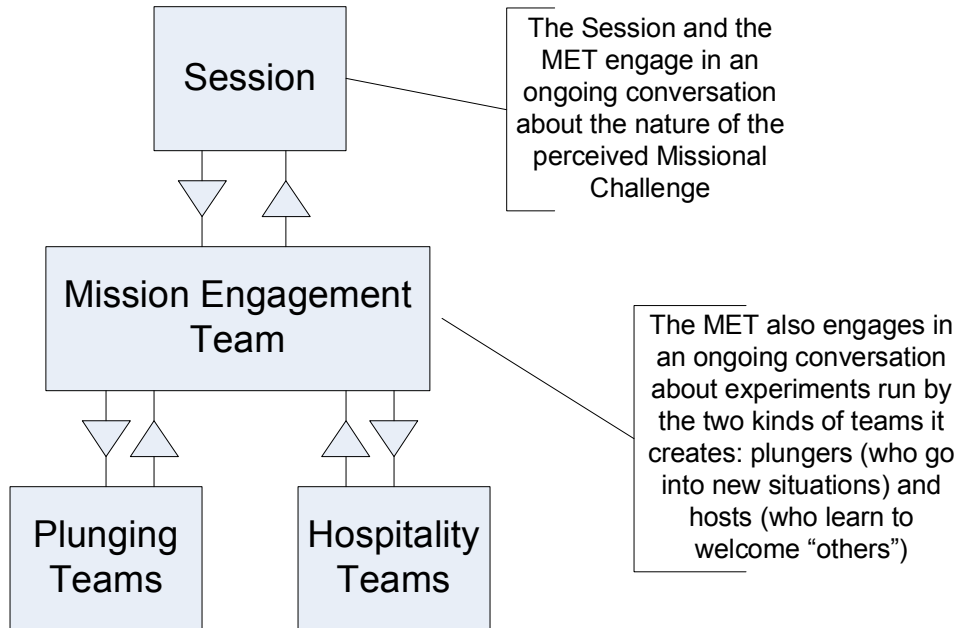 Session
The Session and the
MET engage in an
ongoing conversation
about the nature of the
perceived Missional
Challenge
Mission Engagement
Team
The MET also engages in
an ongoing conversation
about experiments run by
the two kinds of teams it
creates: plungers (who go
into new situations) and
hosts (who learn to
welcome “others”)
Plunging
Teams
Hospitality
Teams